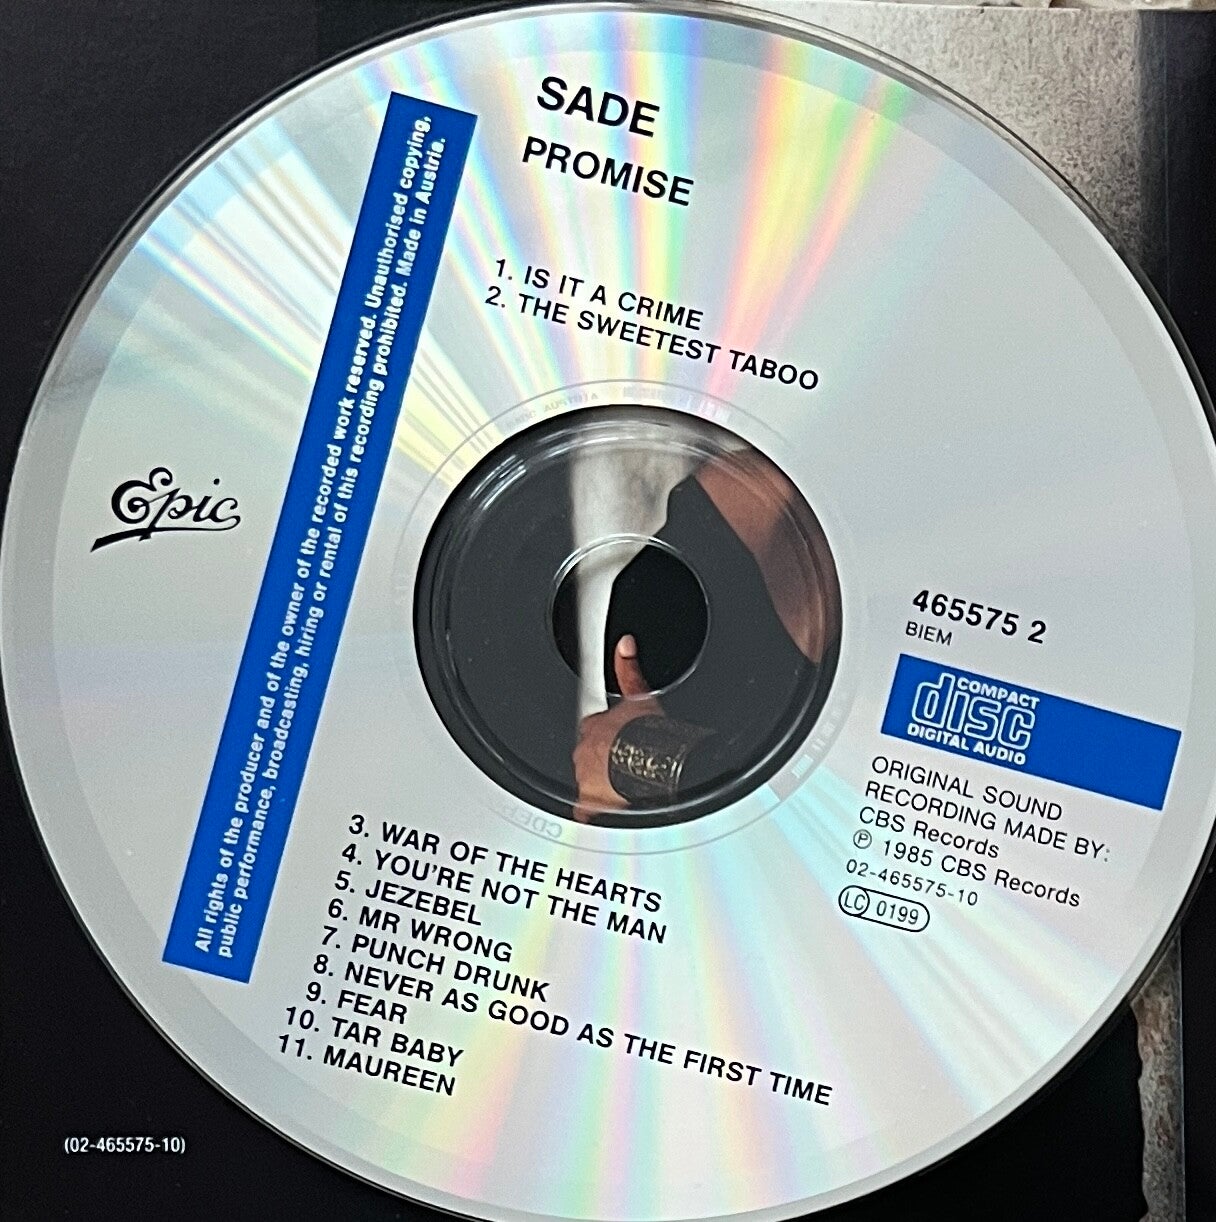 SADE
PROMISE
1. IS IT A CRIME
2. THE SWEETEST TABOO
All rights of the producer and of the owner of the recorded work reserved. Unauthorised copying,
public performance, broadcasting, hiring or rental of this recording prohibited. Made in Austria.
Epic
465575 2
BIEM
COMPACT
disc
DIGITAL AUDIO
ORIGINAL SOUND
RECORDING MADE BY:
CBS Records
℗ 1985 CBS Records
02-465575-10
LC 0199
3. WAR OF THE HEARTS
4. YOU'RE NOT THE MAN
5. JEZEBEL
6. MR WRONG
7. PUNCH DRUNK
8. NEVER AS GOOD AS THE FIRST TIME
9. FEAR
10. TAR BABY
11. MAUREEN
(02-465575-10)